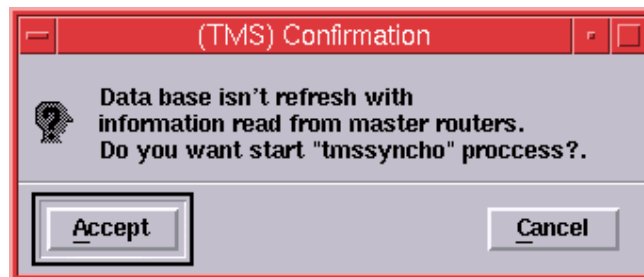 (TMS) Confirmation
Data base isn't refresh with
information read from master routers.
Do you want start "tmssyncho" proccess?.
Accept
Cancel